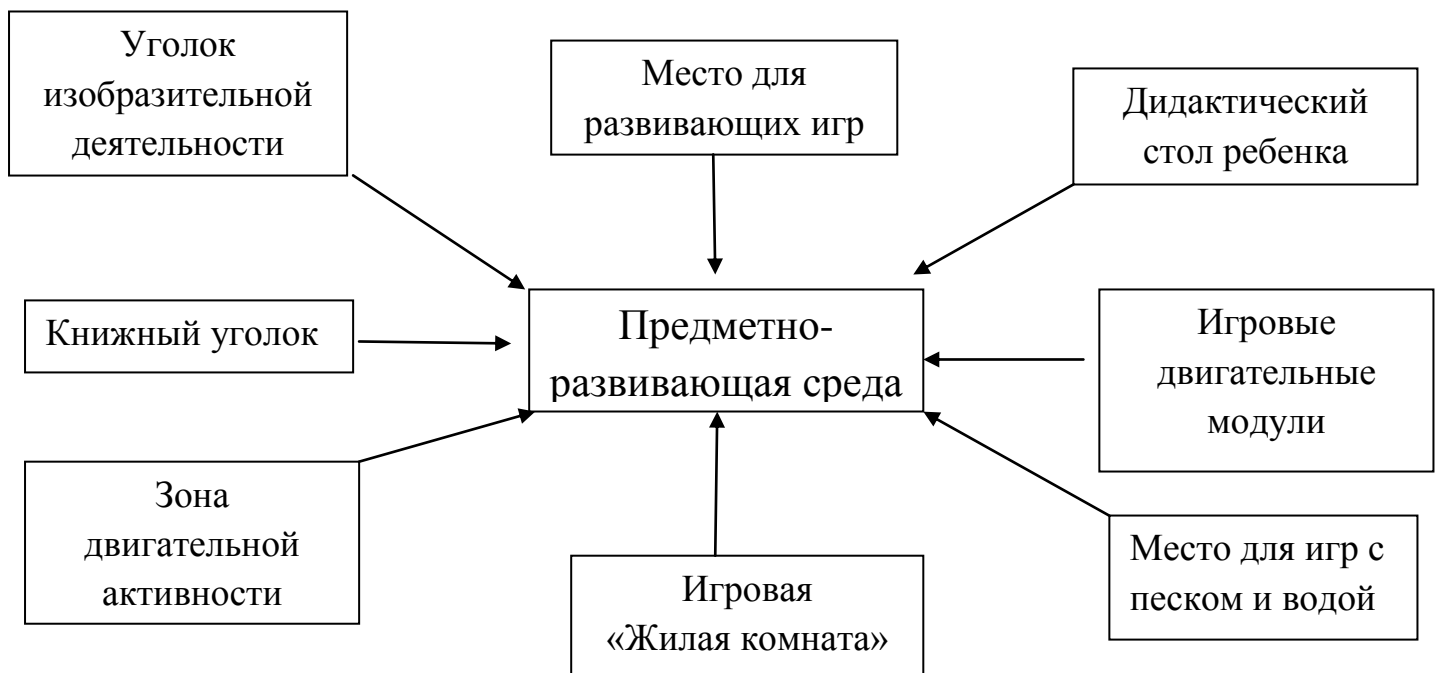 Уголок
изобразительной
деятельности
Место для
развивающих игр
Дидактический
стол ребенка
Книжный уголок
Предметно-
развивающая среда
Игровые
двигательные
модули
Зона
двигательной
активности
Игровая
«Жилая комната»
Место для игр с
песком и водой